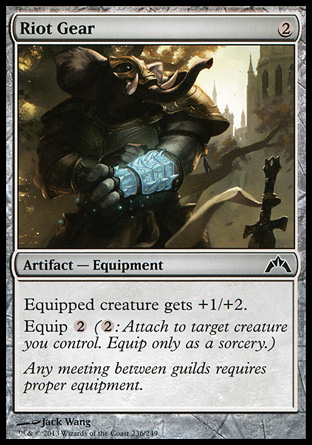 Riot Gear 2
Artifact — Equipment
Equipped creature gets +1/+2.
Equip 2 (2: Attach to target creature
you control. Equip only as a sorcery.)
Any meeting between guilds requires
proper equipment.
Jack Wang
™ & © 2013 Wizards of the Coast 236/249